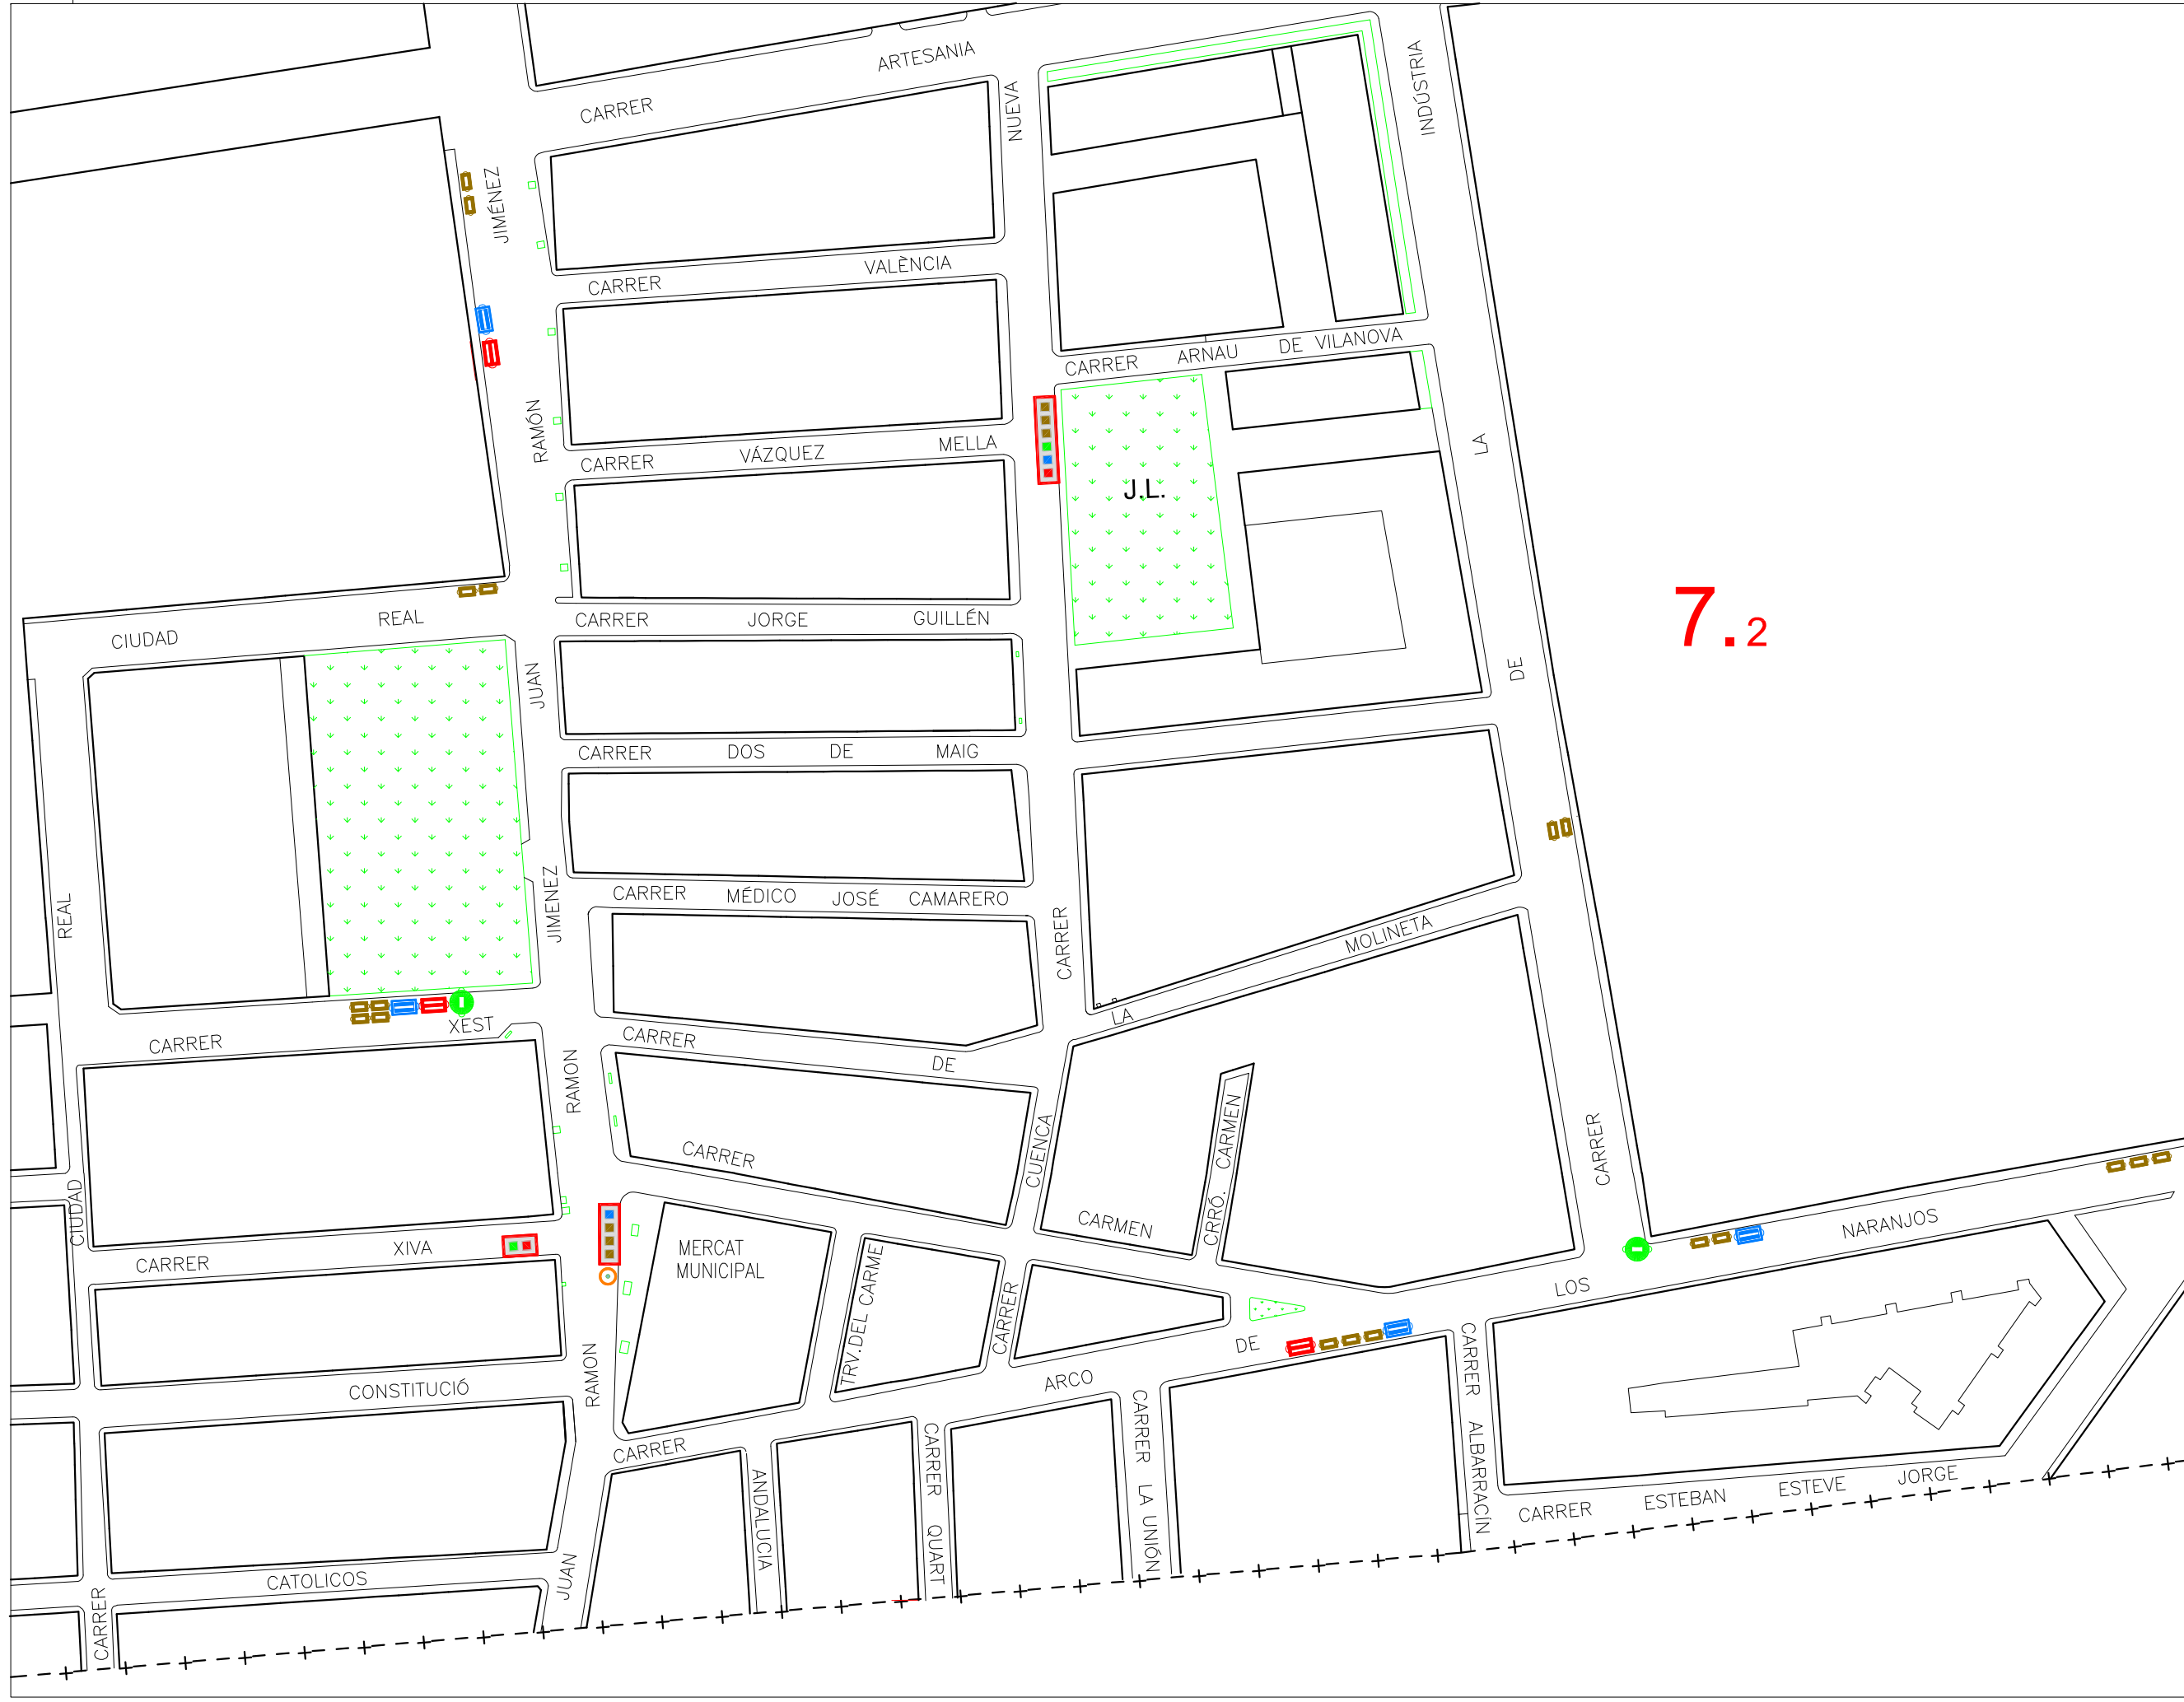 ARTESANIA
CARRER
NUEVA
INDÚSTRIA
JIMÉNEZ
CARRER VALÈNCIA
CARRER ARNAU DE VILANOVA
RAMÓN
CARRER VÁZQUEZ MELLA
LA
J.L.
7.2
CIUDAD REAL
CARRER JORGE GUILLÉN
JUAN
DE
CARRER DOS DE MAIG
REAL
JIMENEZ
CARRER MÉDICO JOSÉ CAMARERO
CARRER
LA MOLINETA
CARRER XEST
CARRER DE
RAMON
CARRER
CUENCA
CARMEN
CRRÓ. CARMEN
CARRER
CIUDAD
CARRER XIVA
MERCAT
MUNICIPAL
TRV.DEL CARME
CARRER
NARANJOS
LOS
DE
ARCO
CARRER
RAMON
CONSTITUCIÓ
CARRER ALBARRACÍN
CARRER LA UNIÓN
CARRER QUART
ANDALUCIA
CARRER ESTEBAN ESTEVE JORGE
JUAN
CATOLICOS
CARRER